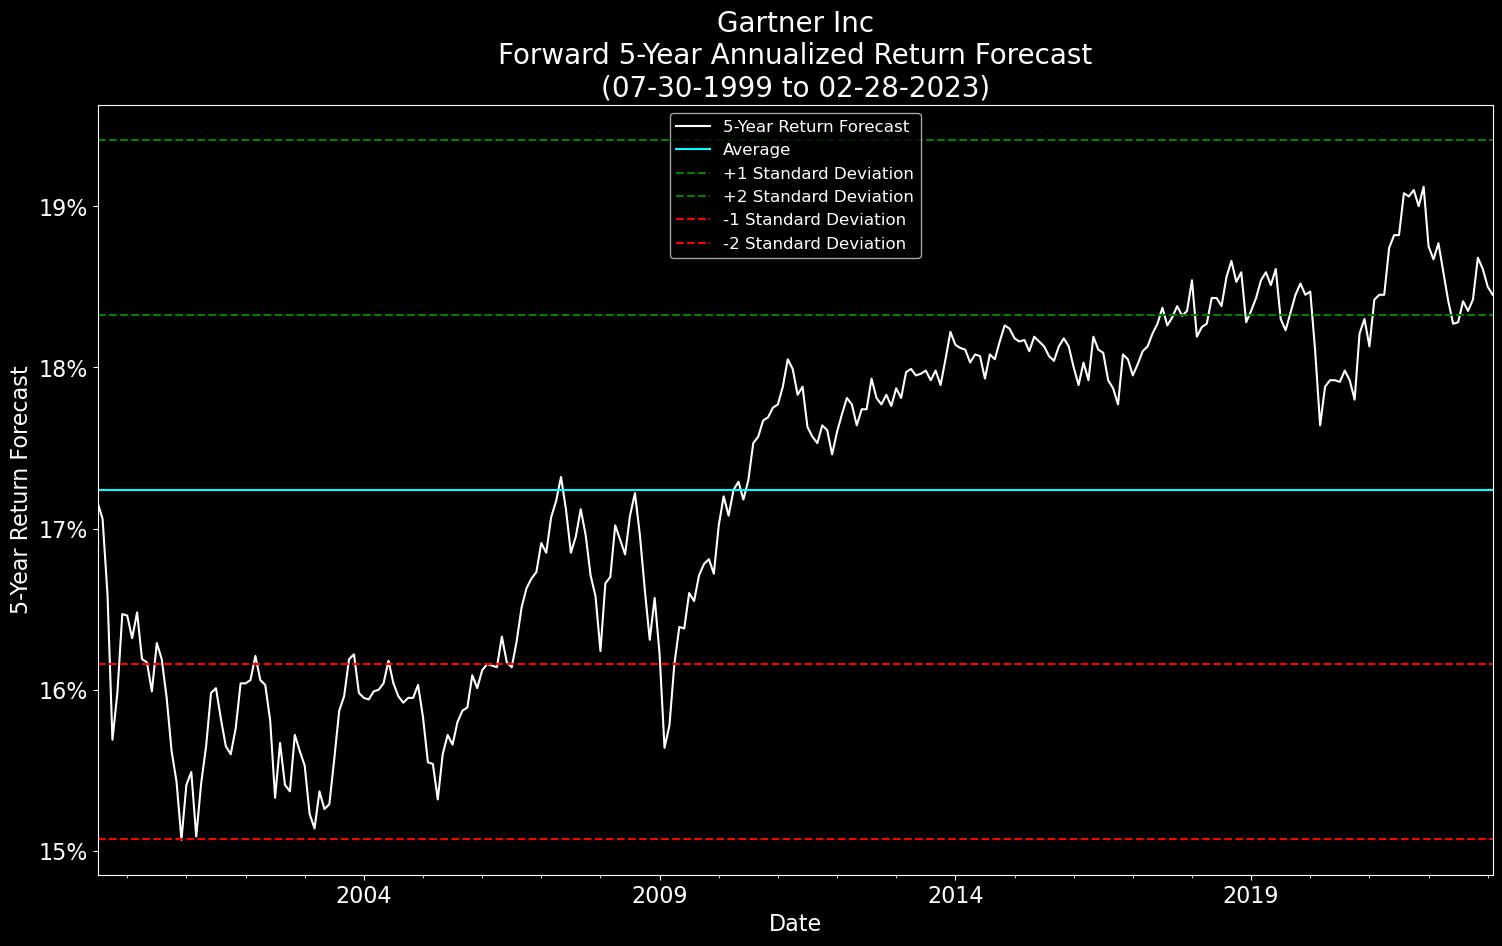 Gartner Inc
Forward 5-Year Annualized Return Forecast
(07-30-1999 to 02-28-2023)
5-Year Return Forecast
Average
+1 Standard Deviation
+2 Standard Deviation
-1 Standard Deviation
-2 Standard Deviation
19%
18%
17%
16%
15%
5-Year Return Forecast
2004
2009
2014
2019
Date